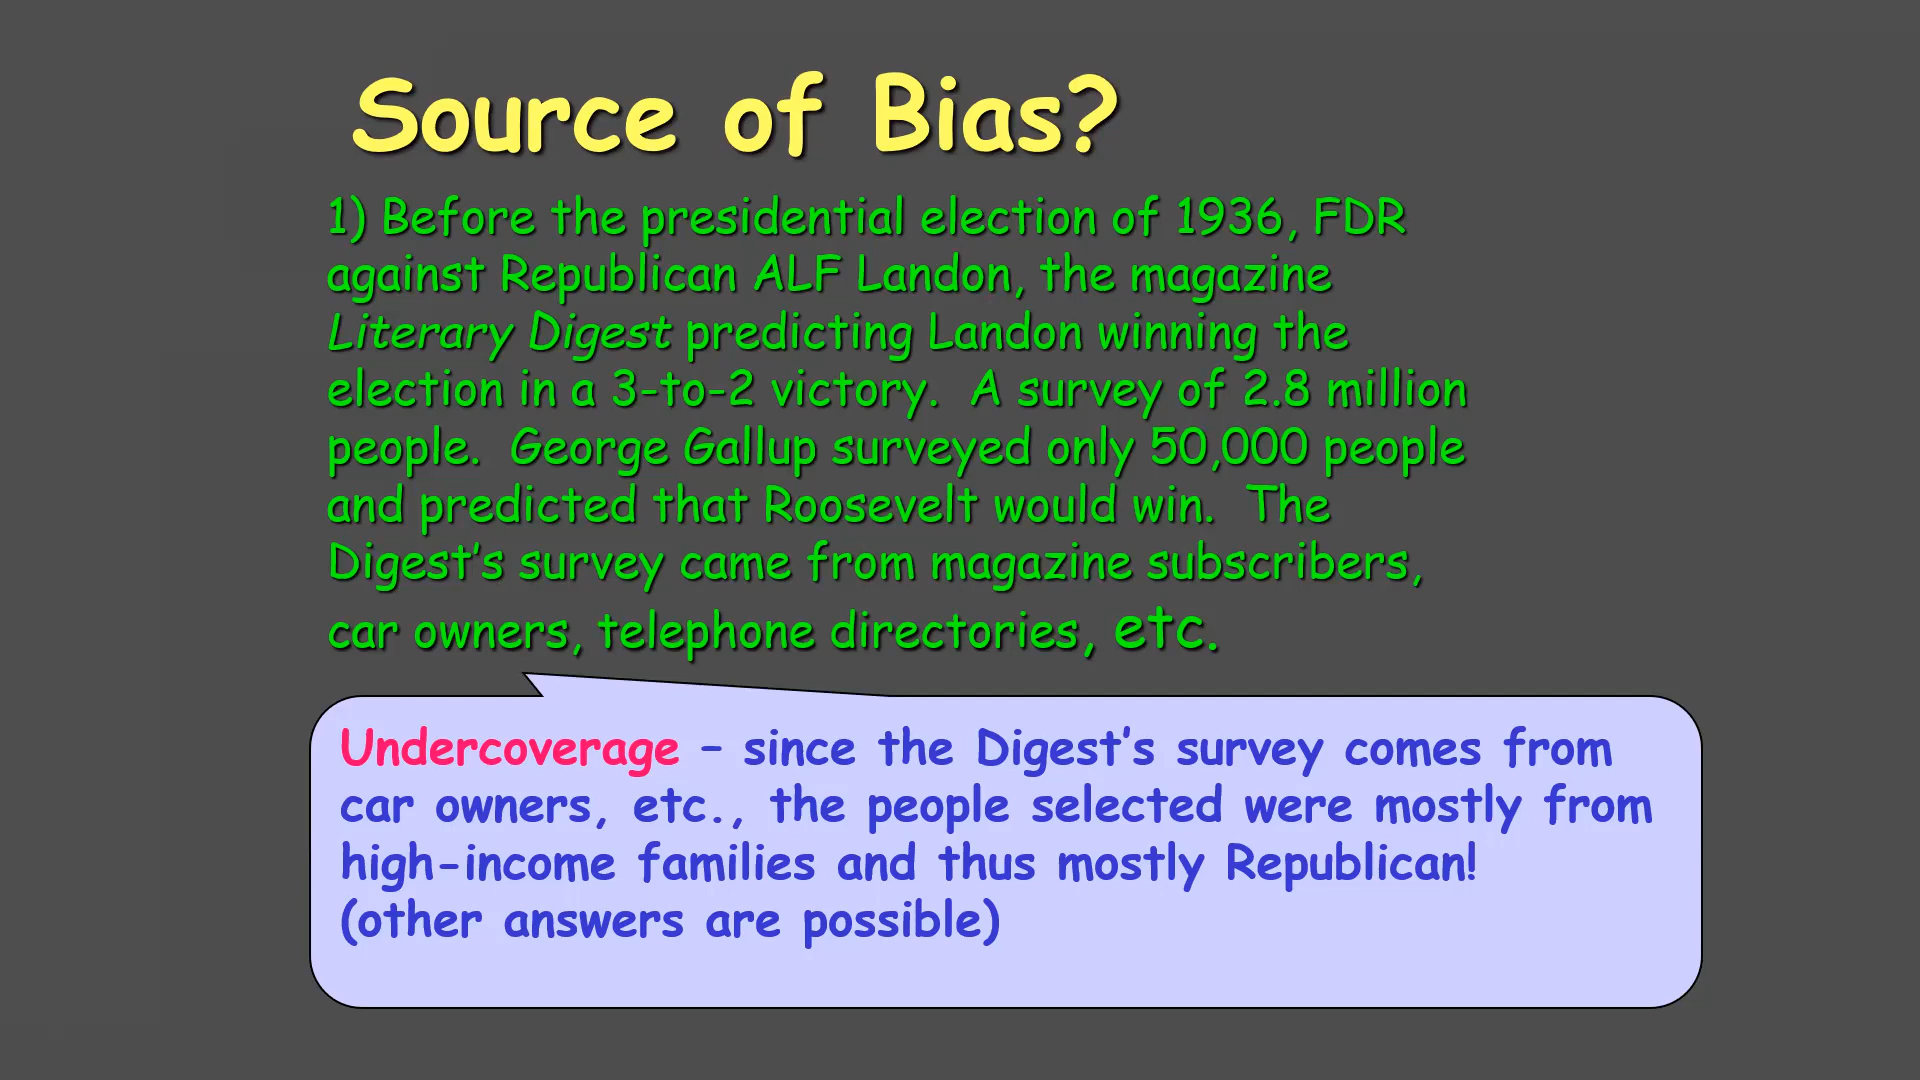 Source of Bias?
1) Before the presidential election of 1936, FDR
against Republican ALF Landon, the magazine
Literary Digest predicting Landon winning the
election in a 3-to-2 victory.  A survey of 2.8 million
people.  George Gallup surveyed only 50,000 people
and predicted that Roosevelt would win.  The
Digest’s survey came from magazine subscribers,
car owners, telephone directories, etc.
Undercoverage – since the Digest’s survey comes from
car owners, etc., the people selected were mostly from
high-income families and thus mostly Republican!
(other answers are possible)